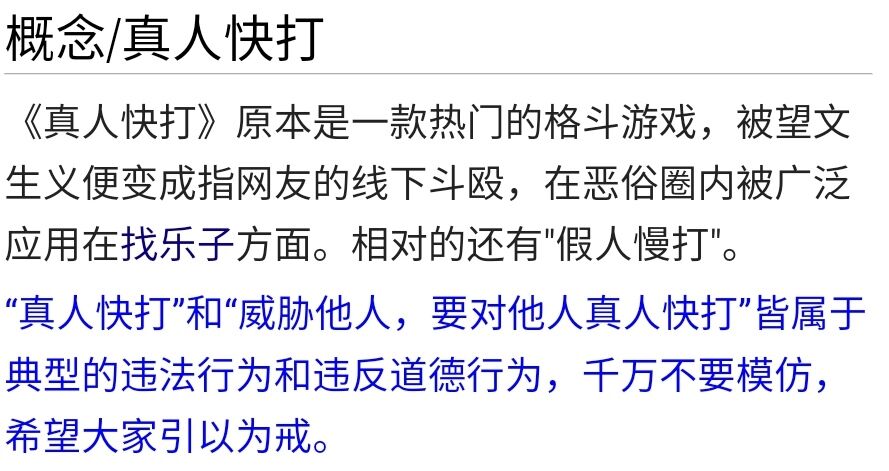 概念/真人快打
《真人快打》原本是一款热门的格斗游戏，被望文
生义便变成指网友的线下斗殴，在恶俗圈内被广泛
应用在找乐子方面。相对的还有"假人慢打"。
“真人快打”和“威胁他人，要对他人真人快打”皆属于
典型的违法行为和违反道德行为，千万不要模仿，
希望大家引以为戒。